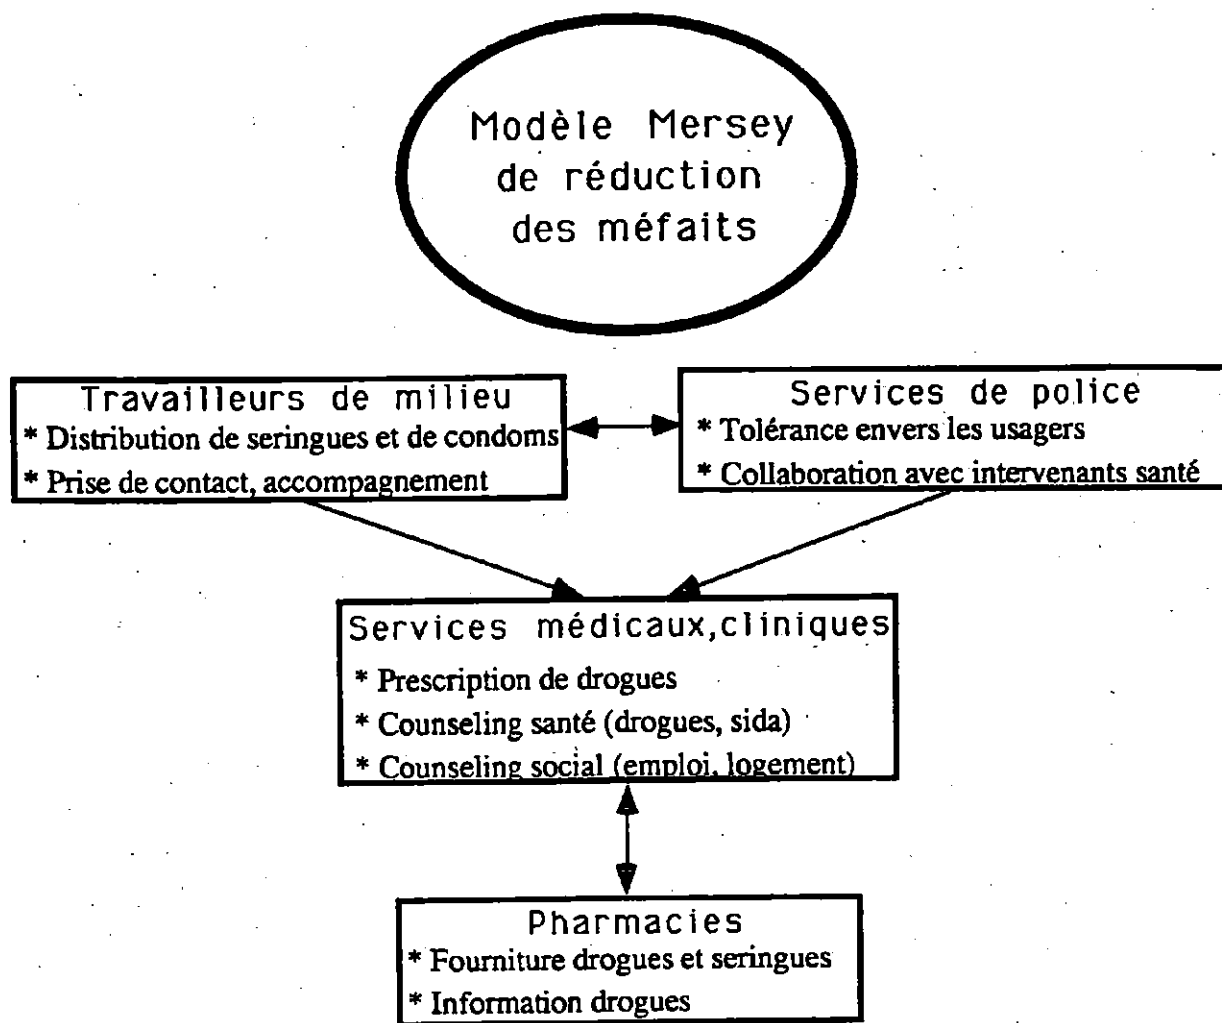 Modèle Mersey
de réduction
des méfaits
Travailleurs de milieu
* Distribution de seringues et de condoms
* Prise de contact, accompagnement
Services de police
* Tolérance envers les usagers
* Collaboration avec intervenants santé
Services médicaux,cliniques
* Prescription de drogues
* Counseling santé (drogues, sida)
* Counseling social (emploi, logement)
Pharmacies
* Fourniture drogues et seringues
* Information drogues